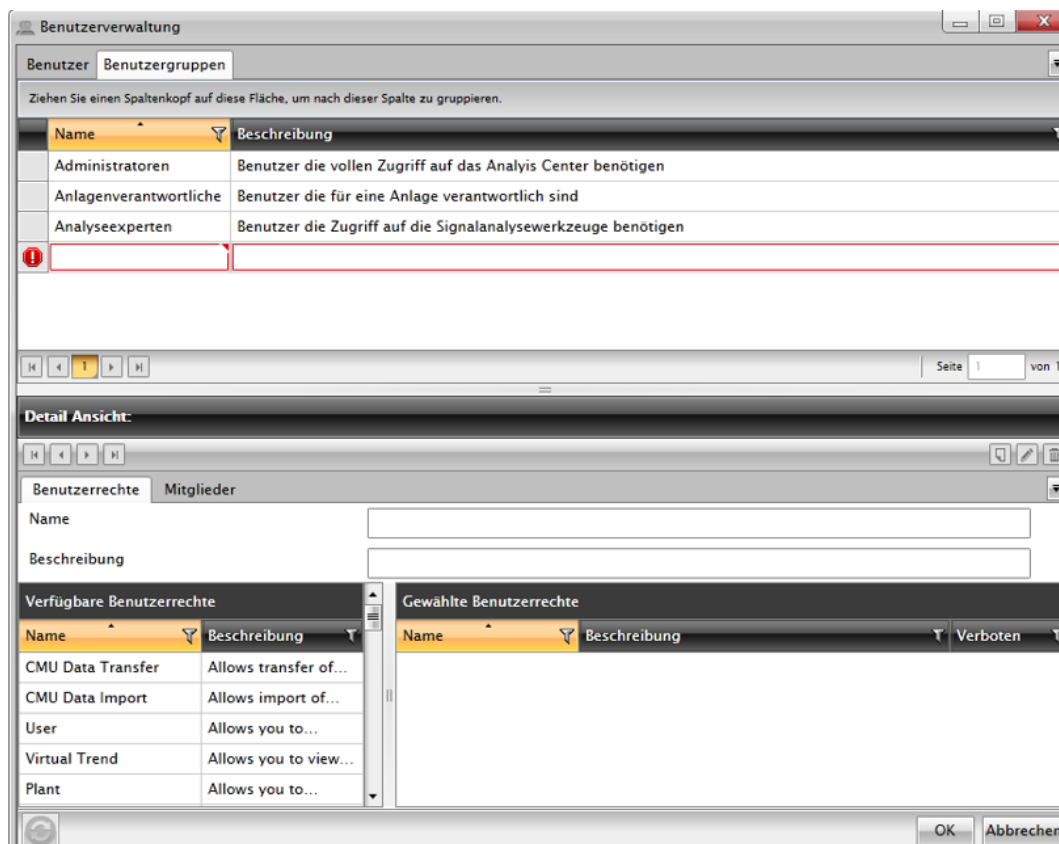 Benutzerverwaltung
Benutzer Benutzergruppen
Ziehen Sie einen Spaltenkopf auf diese Fläche, um nach dieser Spalte zu gruppieren.
Name Beschreibung
Administratoren Benutzer die vollen Zugriff auf das Analyis Center benötigen
Anlagenverantwortliche Benutzer die für eine Anlage verantwortlich sind
Analyseexperten Benutzer die Zugriff auf die Signalanalysewerkzeuge benötigen
1 Seite 1 von 1
Detail Ansicht:
Benutzerrechte Mitglieder
Name
Beschreibung
Verfügbare Benutzerrechte Gewählte Benutzerrechte
Name Beschreibung Name Beschreibung Verboten
CMU Data Transfer Allows transfer of...
CMU Data Import Allows import of...
User Allows you to...
Virtual Trend Allows you to view...
Plant Allows you to...
OK Abbrechen